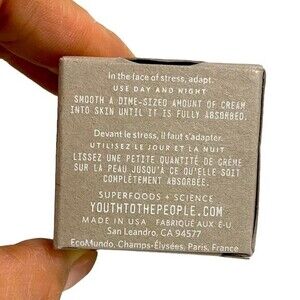 In the face of stress, adapt.
USE DAY AND NIGHT
SMOOTH A DIME-SIZED AMOUNT OF CREAM
INTO SKIN UNTIL IT IS FULLY ABSORBED.
Devant le stress, il faut s'adapter.
UTILISEZ LE JOUR ET LA NUIT
LISSEZ UNE PETITE QUANTITÉ DE CRÈME
SUR LA PEAU JUSQU'À CE QU'ELLE SOIT
COMPLÈTEMENT ABSORBÉE.
SUPERFOODS + SCIENCE
YOUTHTOTHEPEOPLE.COM
MADE IN USA FABRIQUÉ AUX É-U.
San Leandro, CA 94577
EcoMundo, Champs-Élysées, Paris, France